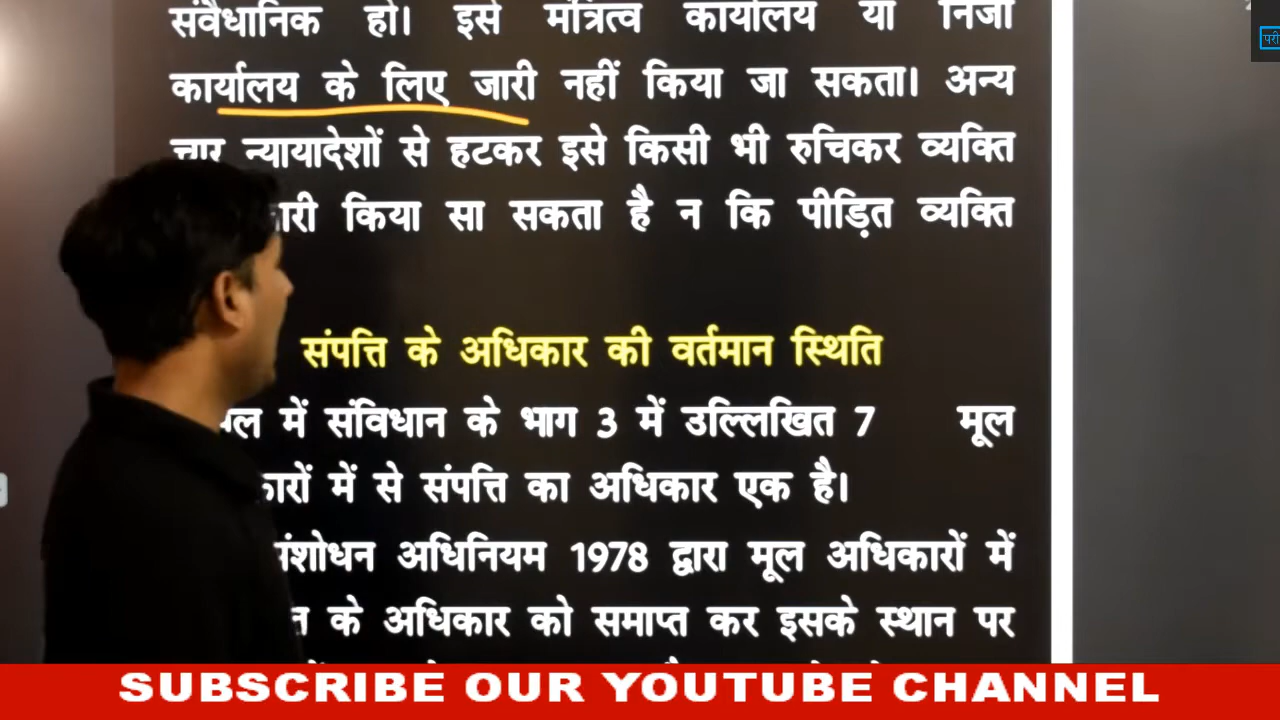 संवैधानिक हो। इसे मंत्रित्व कार्यालय या निजी
कार्यालय के लिए जारी नहीं किया जा सकता। अन्य
चार न्यायादेशों से हटकर इसे किसी भी रुचिकर व्यक्ति
जारी किया सा सकता है न कि पीड़ित व्यक्ति
संपत्ति के अधिकार की वर्तमान स्थिति
में संविधान के भाग 3 में उल्लिखित 7 मूल
में से संपत्ति का अधिकार एक है।
संशोधन अधिनियम 1978 द्वारा मूल अधिकारों में
के अधिकार को समाप्त कर इसके स्थान पर
SUBSCRIBE OUR YOUTUBE CHANNEL